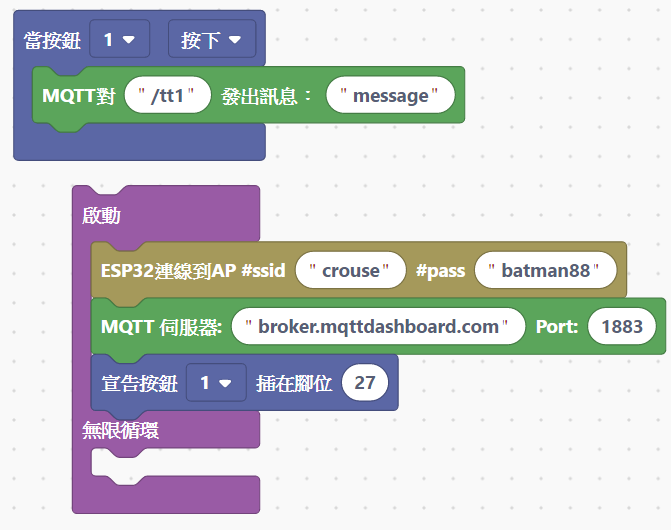 當按鈕 1 按下
MQTT對 " /tt1 " 發出訊息： " message "
啟動
ESP32連線到AP #ssid " crouse " #pass " batman88 "
MQTT 伺服器: " broker.mqttdashboard.com " Port: 1883
宣告按鈕 1 插在腳位 27
無限循環